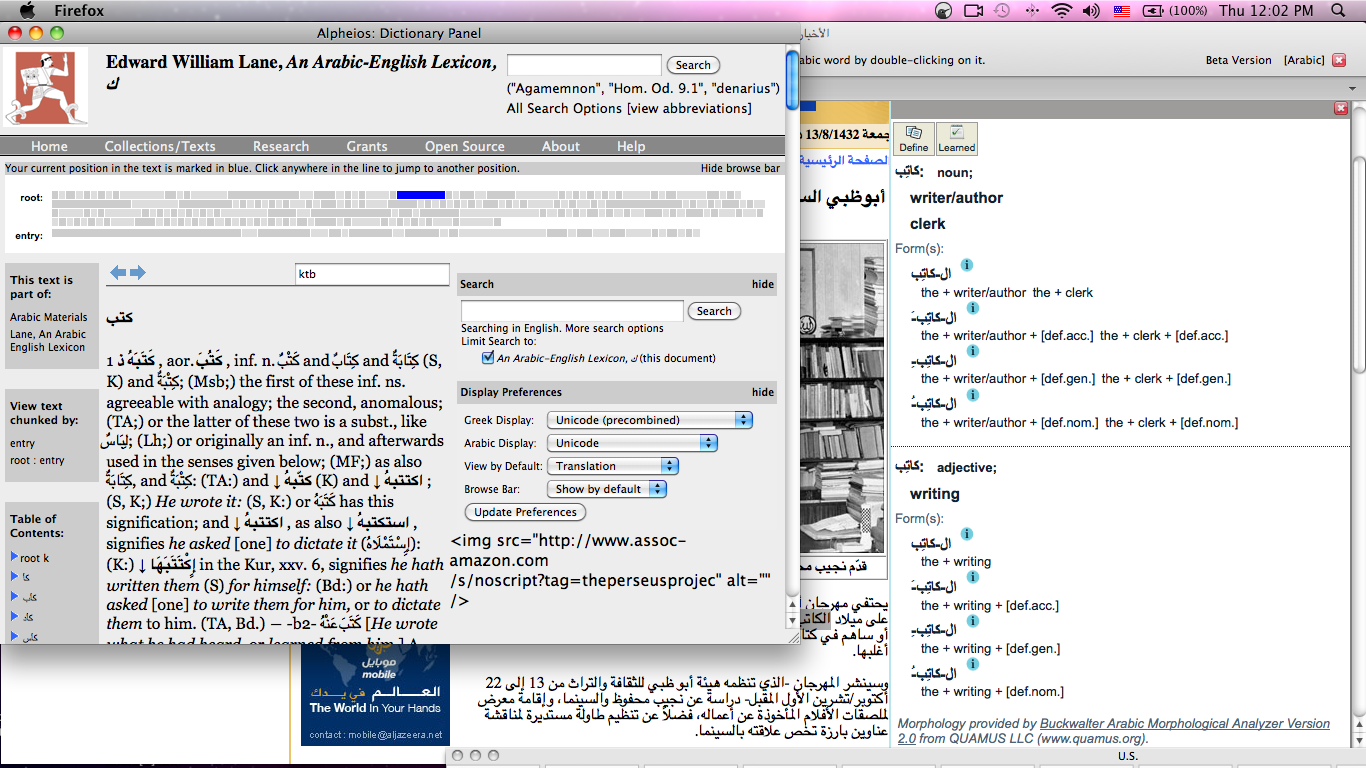 Firefox
(100%) Thu 12:02 PM
Alpheios: Dictionary Panel
Edward William Lane, An Arabic-English Lexicon,
ك
Search
("Agamemnon", "Hom. Od. 9.1", "denarius")
All Search Options [view abbreviations]
Home Collections/Texts Research Grants Open Source About Help
Your current position in the text is marked in blue. Click anywhere in the line to jump to another position. Hide browse bar
root:
entry:
This text is
part of:
Arabic Materials
Lane, An Arabic
English Lexicon
View text
chunked by:
entry
root : entry
Table of
Contents:
root k
كا
كأب
كأد
كأس
ktb
كتب
1 كَتَبَهُ ذ, aor. كَتُبَ, inf. n. كَتْبٌ and كِتَابٌ and كِتَابَةٌ (S,
K) and كِتْبَةٌ; (Msb;) the first of these inf. ns.
agreeable with analogy; the second, anomalous;
(TA;) or the latter of these two is a subst., like
لِبَاسٌ; (Lh;) or originally an inf. n., and afterwards
used in the senses given below; (MF;) as also
كِتَابَةٌ, and كِتْبَةٌ: (TA:) and ↓ كتّبهُ (K) and ↓ اكتتبهُ ;
(S, K;) He wrote it: (S, K:) or كَتَبَهُ has this
signification; and ↓ اكتتبهُ , as also ↓ استكتبهُ ,
signifies he asked [one] to dictate it (إِسْتَمْلَاهُ):
(K:) ↓ إِكْتَتَبَهَا in the Kur, xxv. 6, signifies he hath
written them (S) for himself: (Bd:) or he hath
asked [one] to write them for him, or to dictate
them to him. (TA, Bd.) — -b2- كَتَبَ عَنْهُ [He wrote
what he had heard, or learned from him.] A
Search hide
Search
Searching in English. More search options
Limit Search to:
An Arabic-English Lexicon, ك (this document)
Display Preferences hide
Greek Display: Unicode (precombined)
Arabic Display: Unicode
View by Default: Translation
Browse Bar: Show by default
Update Preferences
<img src="http://www.assoc-
amazon.com
/s/noscript?tag=theperseusprojec" alt=""
/>
الأخبار
abic word by double-clicking on it. Beta Version [Arabic]
جمعة 13/8/1432
لصفحة الرئيسية
أبوظبي الس
قدّم نجيب مح
يحتفي مهرجان
على ميلاد الكاتب
أو ساهم في كتا
أغلبها.
وسينشر المهرجان -الذي تنظمه هيئة أبو ظبي للثقافة والتراث من 13 إلى 22
أكتوبر/تشرين الأول المقبل- دراسة عن نجيب محفوظ والسينما، وإقامة معرض
لملصقات الأفلام المأخوذة عن أعماله، فضلاً عن تنظيم طاولة مستديرة لمناقشة
عناوين بارزة تخص علاقته بالسينما.
موبايل
mobile
العـــالـــم في يـدك
The World In Your Hands
contact : mobile@aljazeera.net
Define Learned
كاتِب: noun;
writer/author
clerk
Form(s):
ال-كاتِب
the + writer/author the + clerk
ال-كاتِب-َ
the + writer/author + [def.acc.] the + clerk + [def.acc.]
ال-كاتِب-ِ
the + writer/author + [def.gen.] the + clerk + [def.gen.]
ال-كاتِب-ُ
the + writer/author + [def.nom.] the + clerk + [def.nom.]
كاتِب: adjective;
writing
Form(s):
ال-كاتِب
the + writing
ال-كاتِب-َ
the + writing + [def.acc.]
ال-كاتِب-ِ
the + writing + [def.gen.]
ال-كاتِب-ُ
the + writing + [def.nom.]
Morphology provided by Buckwalter Arabic Morphological Analyzer Version
2.0 from QUAMUS LLC (www.quamus.org).
U.S.